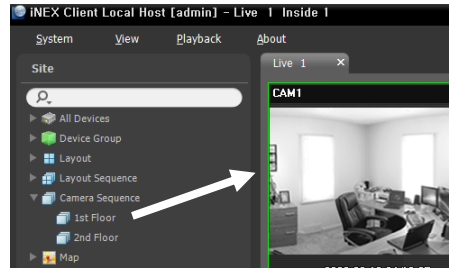 iNEX Client Local Host [admin] - Live 1 Inside 1
System View Playback About
Site
Live 1 ×
CAM1
All Devices
Device Group
Layout
Layout Sequence
Camera Sequence
1st Floor
2nd Floor
Map